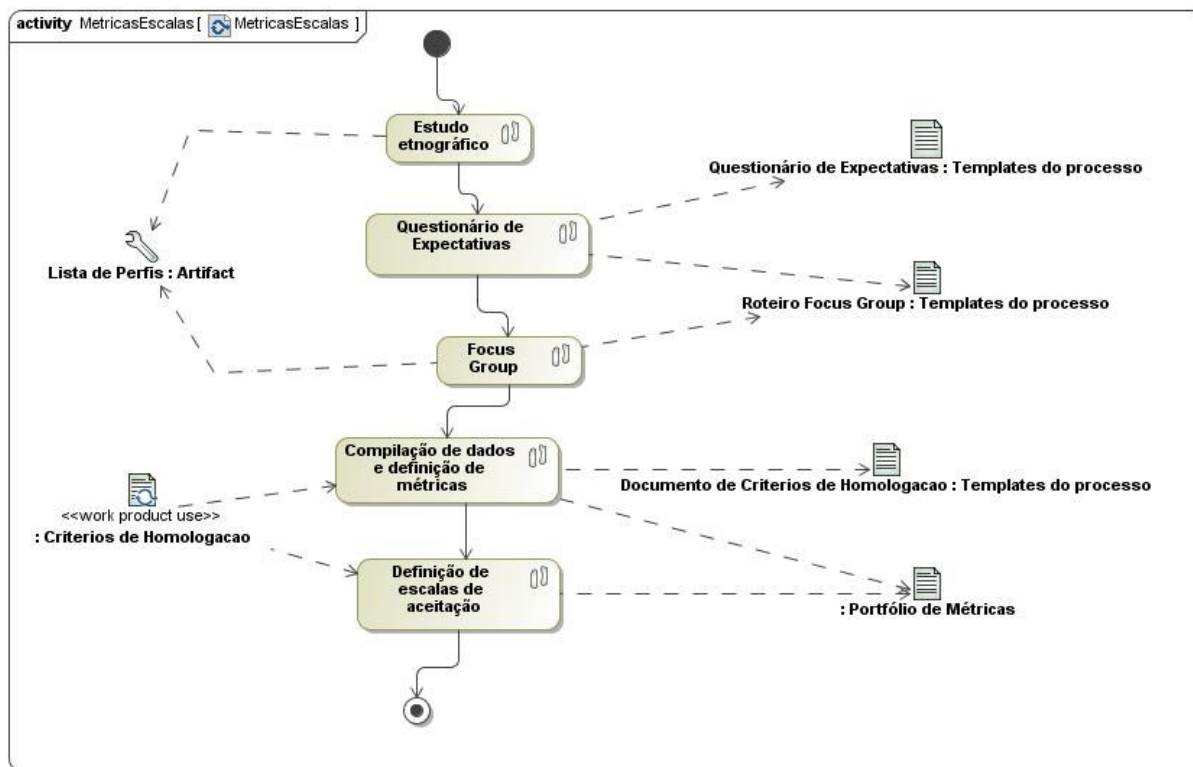 activity MetricasEscalas [ MetricasEscalas ]
Estudo
etnográfico
Questionário de Expectativas : Templates do processo
Questionário de
Expectativas
Lista de Perfis : Artifact
Roteiro Focus Group : Templates do processo
Focus
Group
Compilação de dados
e definição de
métricas
Documento de Criterios de Homologacao : Templates do processo
<<work product use>>
: Criterios de Homologacao
Definição de
escalas de
aceitação
: Portfólio de Métricas